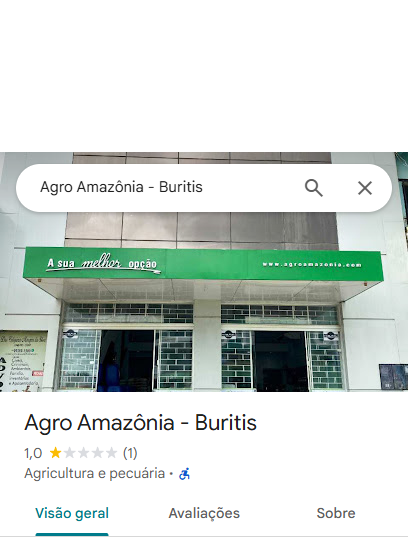 Agro Amazônia - Buritis
A sua melhor opção
www.agroamazonia.com
Agro Amazônia - Buritis
1,0 (1)
Agricultura e pecuária ·
Visão geral
Avaliações
Sobre